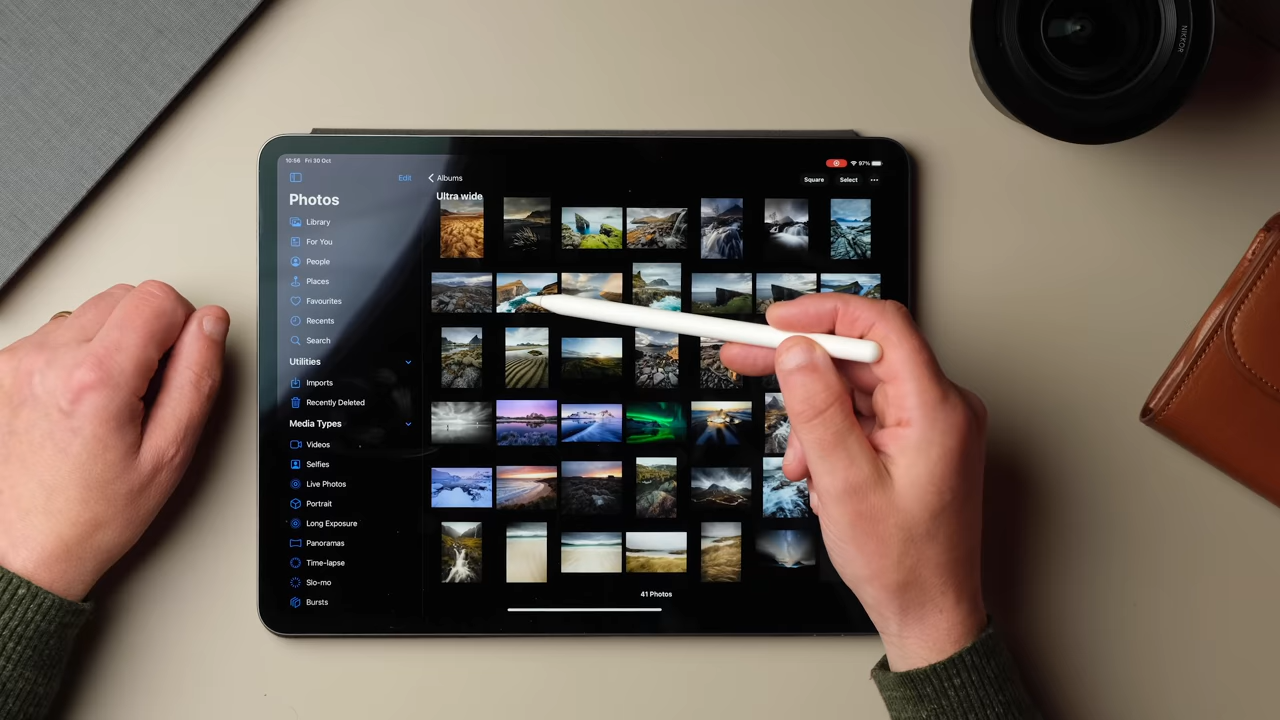 10:56 Fri 30 Oct
97%
Edit
Albums
Square
Select
Ultra wide
Photos
Library
For You
People
Places
Favourites
Recents
Search
Utilities
Imports
Recently Deleted
Media Types
Videos
Selfies
Live Photos
Portrait
Long Exposure
Panoramas
Time-lapse
Slo-mo
Bursts
41 Photos
NIKKOR